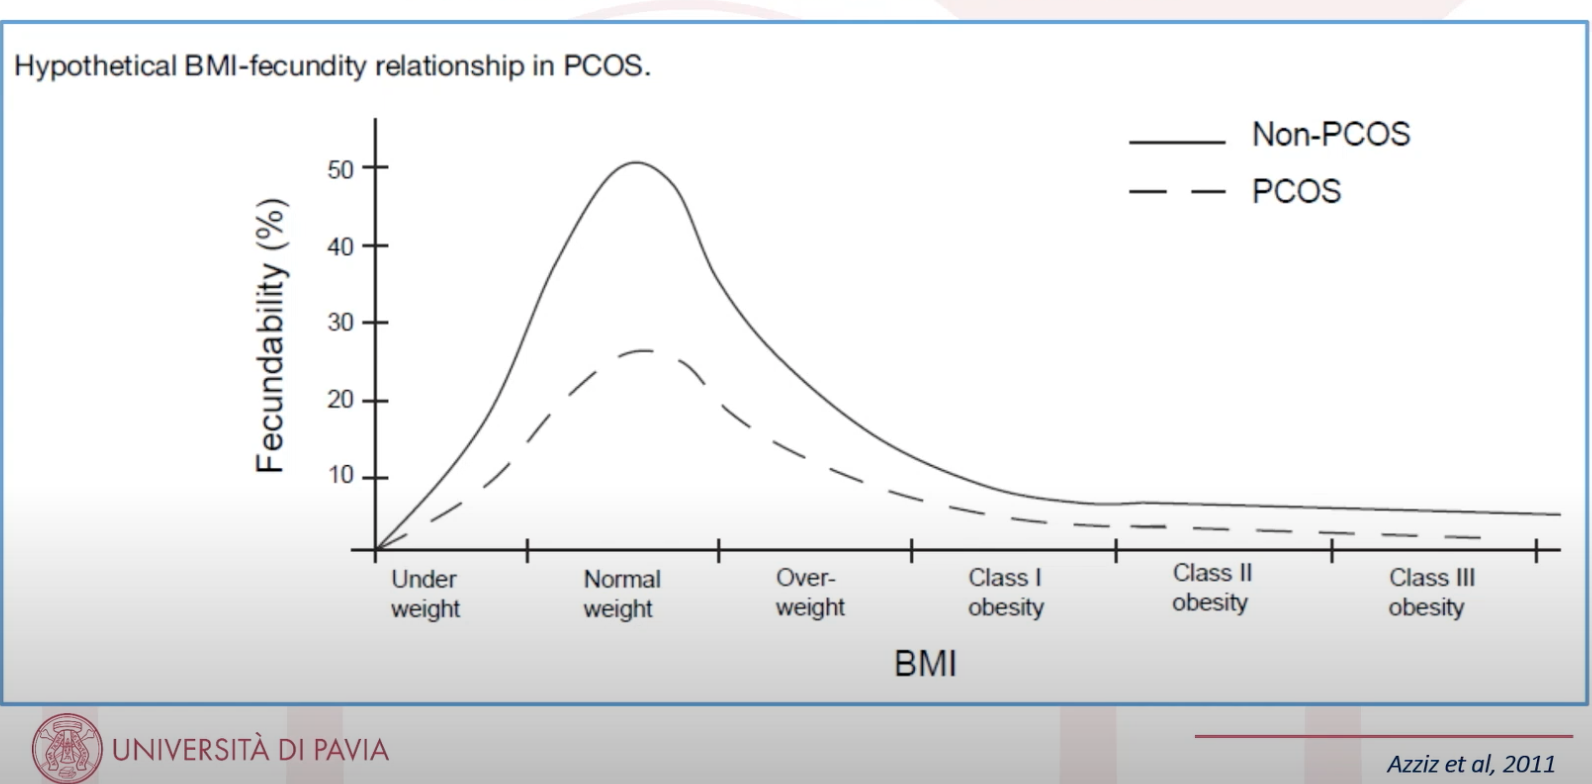 Hypothetical BMI-fecundity relationship in PCOS.
Non-PCOS
PCOS
Fecundability (%)
50
40
30
20
10
Under
weight
Normal
weight
Over-
weight
Class I
obesity
Class II
obesity
Class III
obesity
BMI
UNIVERSITÀ DI PAVIA
Azziz et al, 2011